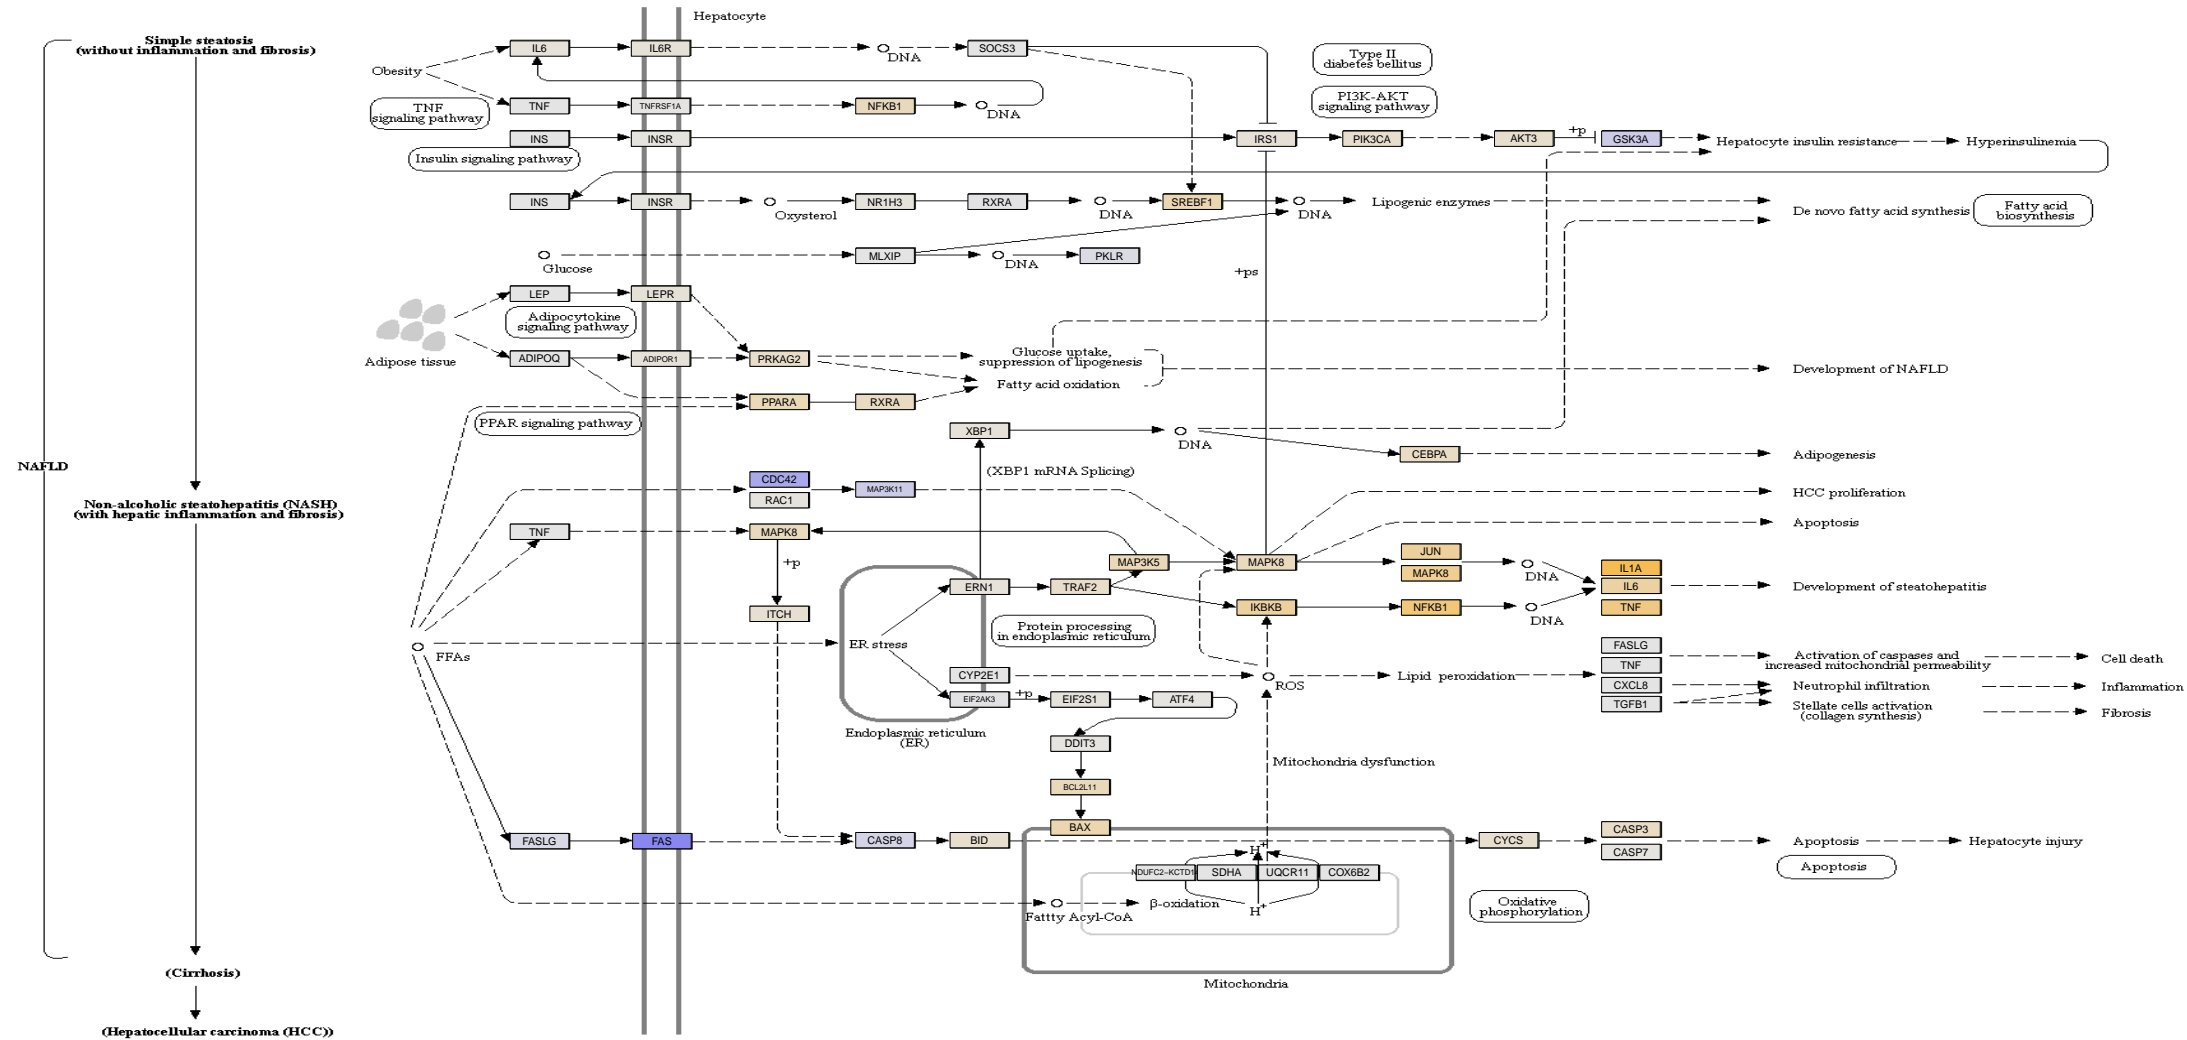 Hepatocyte
Simple steatosis
(without inflammation and fibrosis)
IL6
IL6R
DNA
SOCS3
Type II
diabetes bellitus
Obesity
TNF
signaling pathway
TNF
TNFRSF1A
NFKB1
DNA
PI3K-AKT
signaling pathway
INS
INSR
IRS1
PIK3CA
AKT3
+p
GSK3A
Hepatocyte insulin resistance
Hyperinsulinemia
Insulin signaling pathway
INS
INSR
Oxysterol
NR1H3
RXRA
DNA
SREBF1
DNA
Lipogenic enzymes
De novo fatty acid synthesis
Fatty acid
biosynthesis
Glucose
MLXIP
DNA
PKLR
+ps
LEP
LEPR
Adipocytokine
signaling pathway
Adipose tissue
ADIPOQ
ADIPOR1
PRKAG2
Glucose uptake,
suppression of lipogenesis
Fatty acid oxidation
Development of NAFLD
PPARA
RXRA
PPAR signaling pathway
XBP1
DNA
CEBPA
Adipogenesis
NAFLD
(XBP1 mRNA Splicing)
CDC42
RAC1
MAP3K11
HCC proliferation
Non-alcoholic steatohepatitis (NASH)
(with hepatic inflammation and fibrosis)
TNF
MAPK8
Apoptosis
+p
MAP3K5
MAPK8
JUN
MAPK8
DNA
IL1A
IL6
TNF
Development of steatohepatitis
ERN1
TRAF2
IKBKB
NFKB1
DNA
ITCH
Protein processing
in endoplasmic reticulum
ER stress
FFAs
FASLG
TNF
CXCL8
TGFB1
Activation of caspases and
increased mitochondrial permeability
Cell death
CYP2E1
ROS
Lipid peroxidation
Neutrophil infiltration
Inflammation
EIF2AK3
+p
EIF2S1
ATF4
Stellate cells activation
(collagen synthesis)
Fibrosis
Endoplasmic reticulum
(ER)
DDIT3
Mitochondria dysfunction
BCL2L11
BAX
FASLG
FAS
CASP8
BID
CYCS
CASP3
CASP7
Apoptosis
Hepatocyte injury
Apoptosis
H+
NDUFC2-KCTD1
SDHA
UQCR11
COX6B2
Fattty Acyl-CoA
β-oxidation
H+
Oxidative
phosphorylation
(Cirrhosis)
Mitochondria
(Hepatocellular carcinoma (HCC))